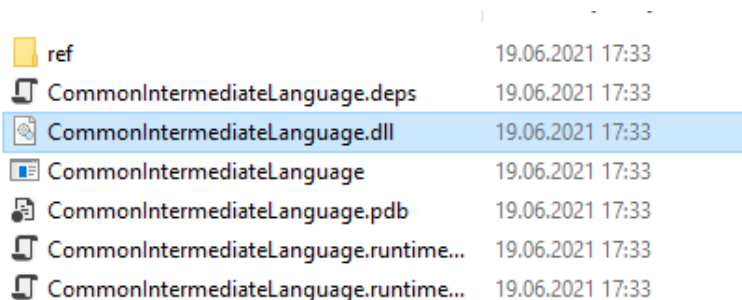 ref 19.06.2021 17:33
CommonIntermediateLanguage.deps 19.06.2021 17:33
CommonIntermediateLanguage.dll 19.06.2021 17:33
CommonIntermediateLanguage 19.06.2021 17:33
CommonIntermediateLanguage.pdb 19.06.2021 17:33
CommonIntermediateLanguage.runtime... 19.06.2021 17:33
CommonIntermediateLanguage.runtime... 19.06.2021 17:33